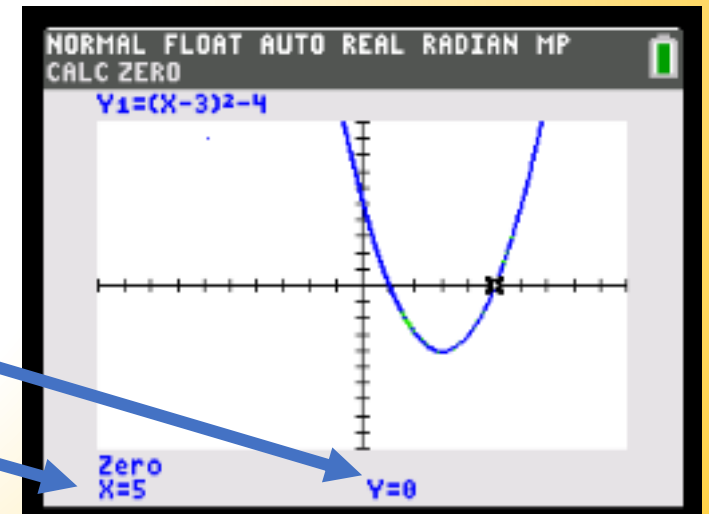 NORMAL FLOAT AUTO REAL RADIAN MP
CALC ZERO
Y₁=(X-3)²-4
Zero
X=5 Y=0